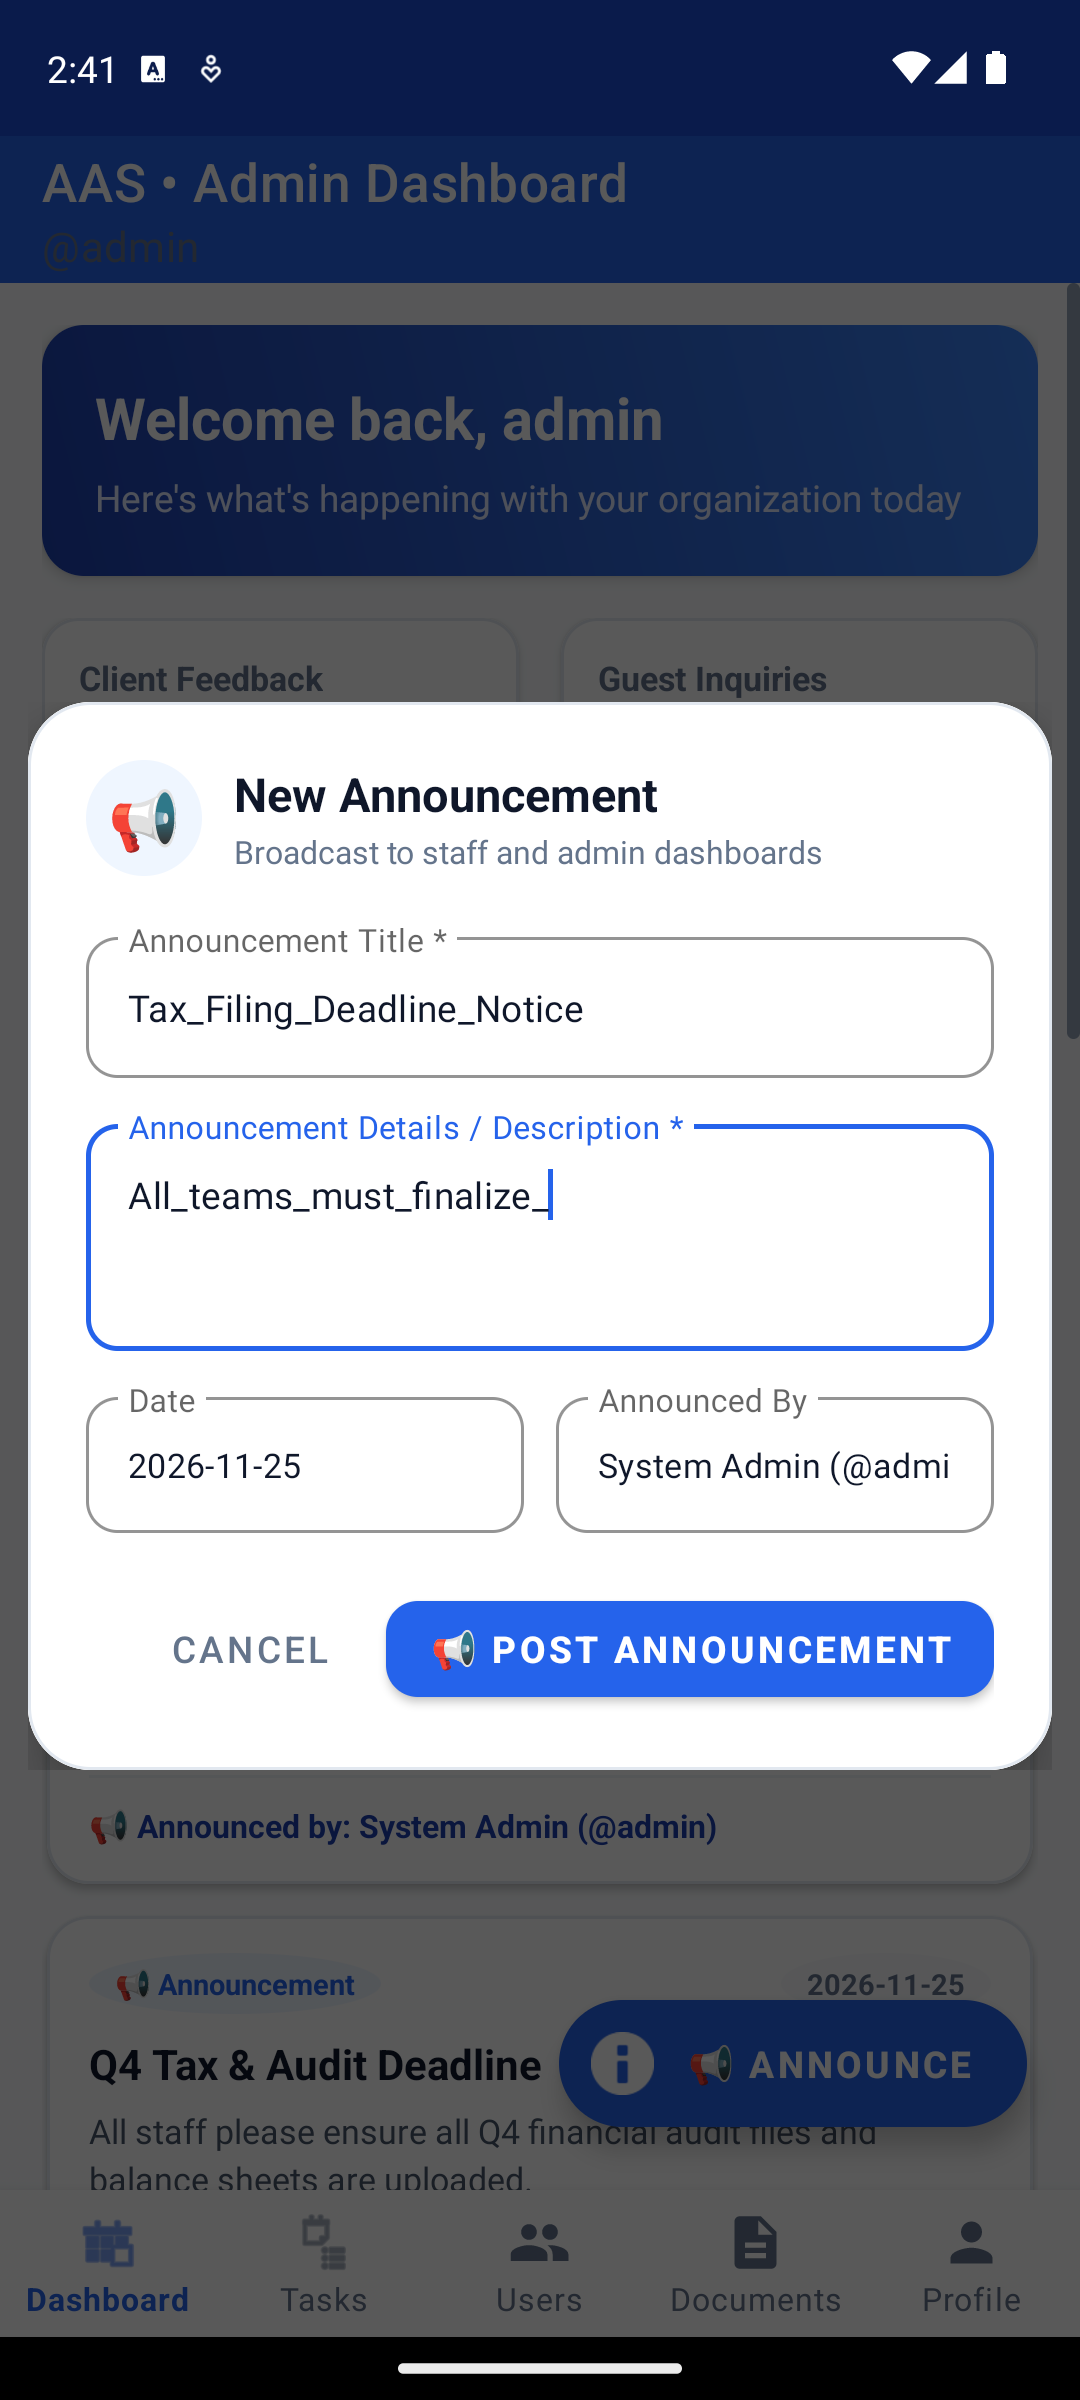 2:41
AAS • Admin Dashboard
@admin
Welcome back, admin
Here's what's happening with your organization today
Client Feedback
Guest Inquiries
New Announcement
Broadcast to staff and admin dashboards
Announcement Title *
Tax_Filing_Deadline_Notice
Announcement Details / Description *
All_teams_must_finalize_
Date
2026-11-25
Announced By
System Admin (@admi
CANCEL
POST ANNOUNCEMENT
Announced by: System Admin (@admin)
Announcement
2026-11-25
Q4 Tax & Audit Deadline
ANNOUNCE
All staff please ensure all Q4 financial audit files and
balance sheets are uploaded.
Dashboard
Tasks
Users
Documents
Profile